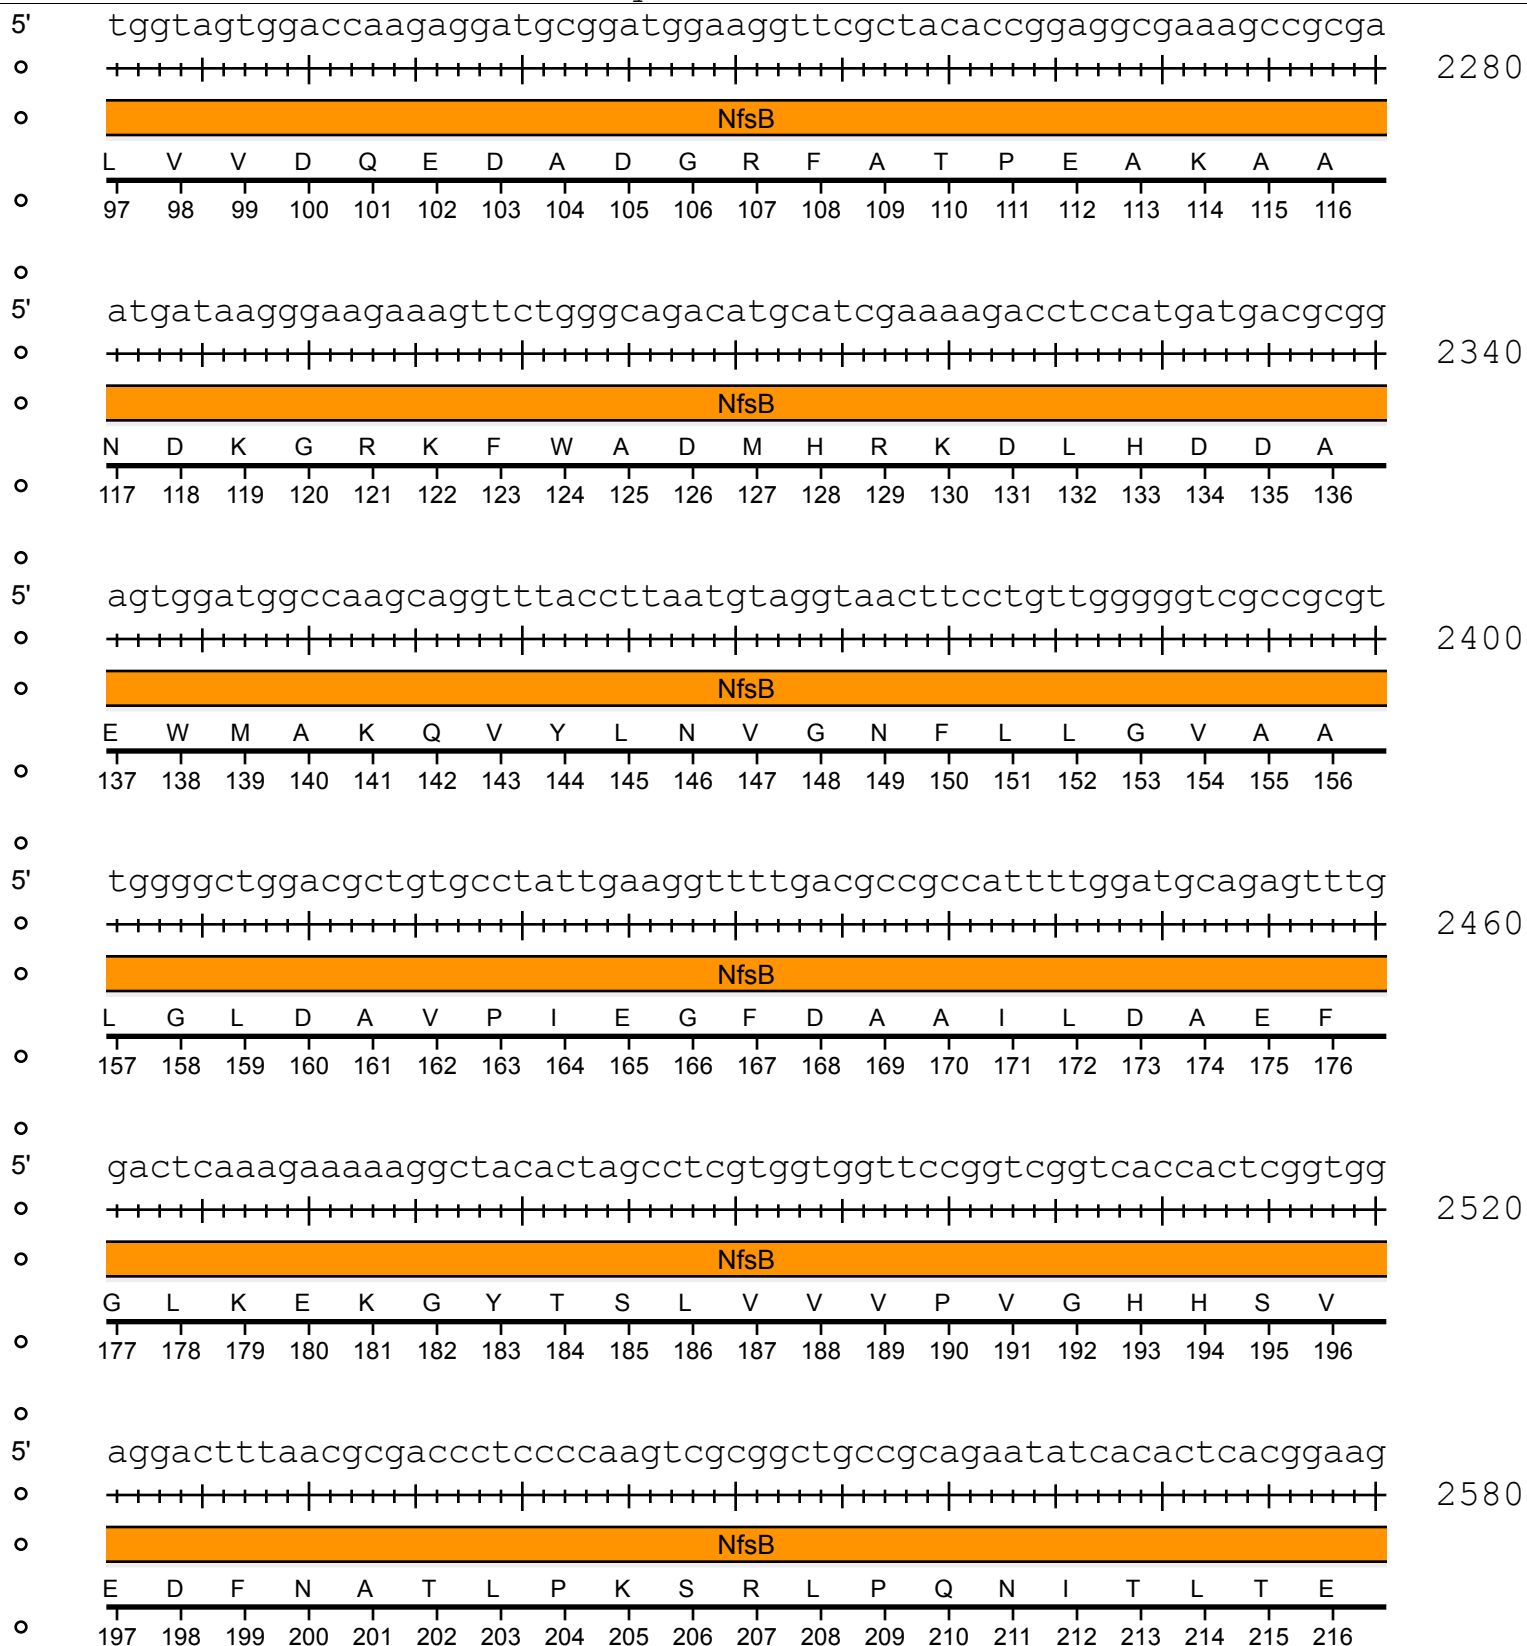 5' tggtagtggaccaagaggatgcggatggaaggttcgctacaccggaggcgaaagccgcga
2280
NfsB
L V V D Q E D A D G R F A T P E A K A A
97 98 99 100 101 102 103 104 105 106 107 108 109 110 111 112 113 114 115 116
5' atgataagggaagaaagttctgggcagacatgcatcgaaaagacctccatgatgacgcgg
2340
NfsB
N D K G R K F W A D M H R K D L H D D A
117 118 119 120 121 122 123 124 125 126 127 128 129 130 131 132 133 134 135 136
5' agtggatggccaagcaggtttaccttaatgtaggtaacttcctgttgggggtcgccgcgt
2400
NfsB
E W M A K Q V Y L N V G N F L L G V A A
137 138 139 140 141 142 143 144 145 146 147 148 149 150 151 152 153 154 155 156
5' tggggctggacgctgtgcctattgaaggttttgacgccgccattttggatgcagagtttg
2460
NfsB
L G L D A V P I E G F D A A I L D A E F
157 158 159 160 161 162 163 164 165 166 167 168 169 170 171 172 173 174 175 176
5' gactcaaagaaaaaggctacactagcctcgtggtggttccggtcggtcaccactcggtgg
2520
NfsB
G L K E K G Y T S L V V V P V G H H S V
177 178 179 180 181 182 183 184 185 186 187 188 189 190 191 192 193 194 195 196
5' aggactttaacgcgaccctccccaagtcgcggctgccgcagaatatcacactcacggaag
2580
NfsB
E D F N A T L P K S R L P Q N I T L T E
197 198 199 200 201 202 203 204 205 206 207 208 209 210 211 212 213 214 215 216